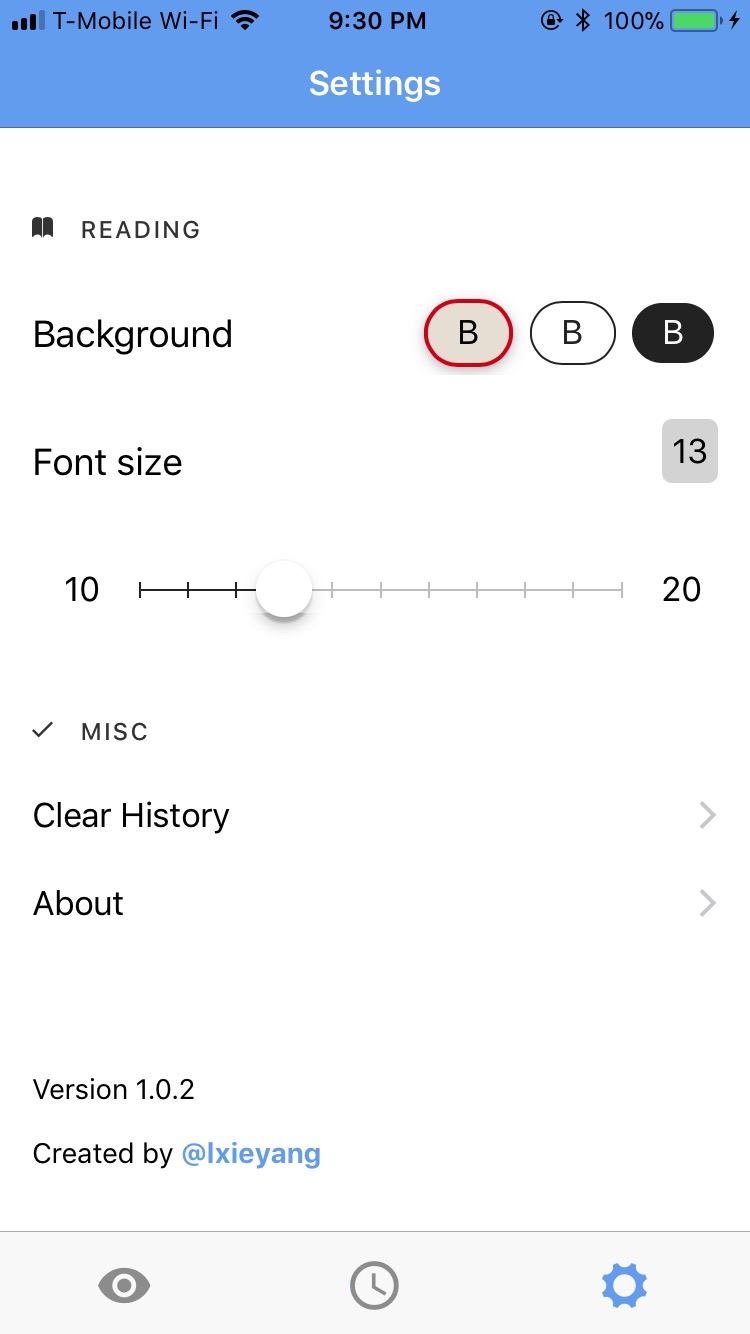 T-Mobile Wi-Fi 9:30 PM 100%
Settings
READING
Background B B B
Font size 13
10 20
MISC
Clear History
About
Version 1.0.2
Created by @lxieyang